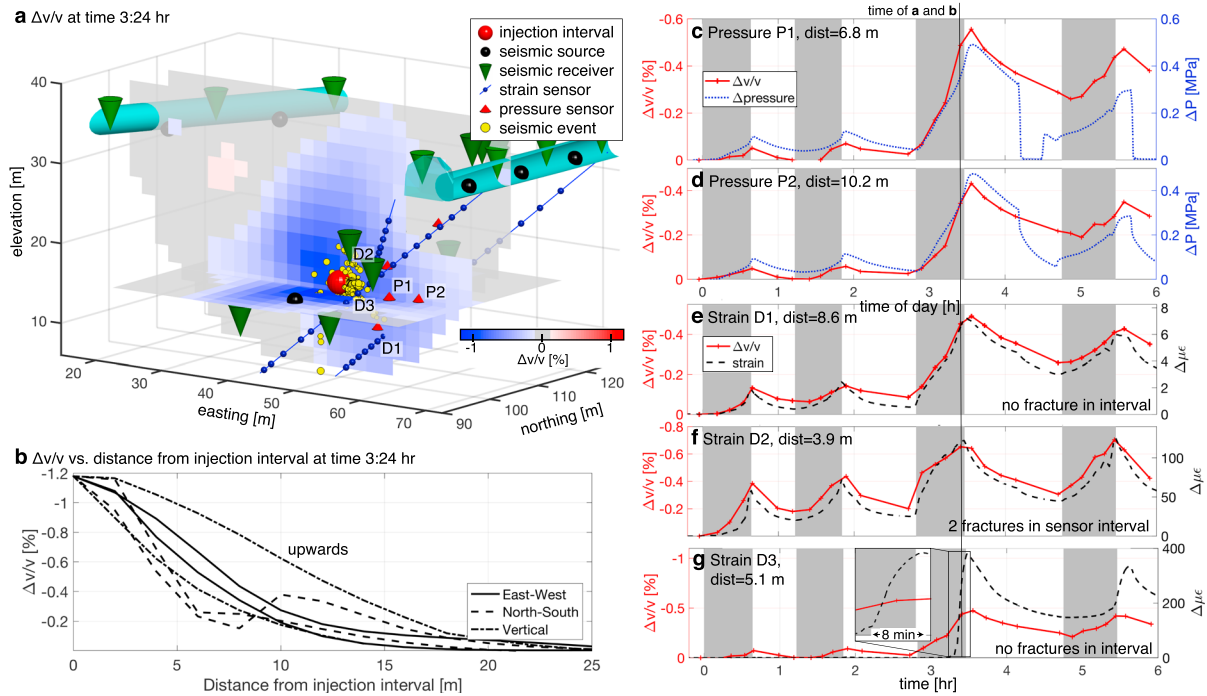 a Δv/v at time 3:24 hr
injection interval
seismic source
seismic receiver
strain sensor
pressure sensor
seismic event
40
30
20
10
elevation [m]
D2
P1
P2
D3
D1
-1 0 1
Δv/v [%]
20 30 40 50 60 70
easting [m]
90 100 110 120
northing [m]
b Δv/v vs. distance from injection interval at time 3:24 hr
-1.2
-1
-0.8
-0.6
-0.4
-0.2
Δv/v [%]
upwards
East-West
North-South
Vertical
0 5 10 15 20 25
Distance from injection interval [m]
time of a and b
c Pressure P1, dist=6.8 m
Δv/v
Δpressure
-0.6
-0.4
-0.2
0
Δv/v [%]
0.6
0.4
0.2
0
ΔP [MPa]
d Pressure P2, dist=10.2 m
-0.4
-0.2
0
Δv/v [%]
0.6
0.4
0.2
0
ΔP [MPa]
0 1 2 3 4 5 6
time of day [h]
e Strain D1, dist=8.6 m
Δv/v
strain
-0.4
-0.2
0
Δv/v [%]
8
6
4
2
0
Δμϵ
no fracture in interval
f Strain D2, dist=3.9 m
-0.8
-0.6
-0.4
-0.2
0
Δv/v [%]
100
50
0
Δμϵ
2 fractures in sensor interval
g Strain D3,
dist=5.1 m
-1
-0.5
0
Δv/v [%]
400
200
0
Δμϵ
8 min
no fractures in interval
0 1 2 3 4 5 6
time [hr]